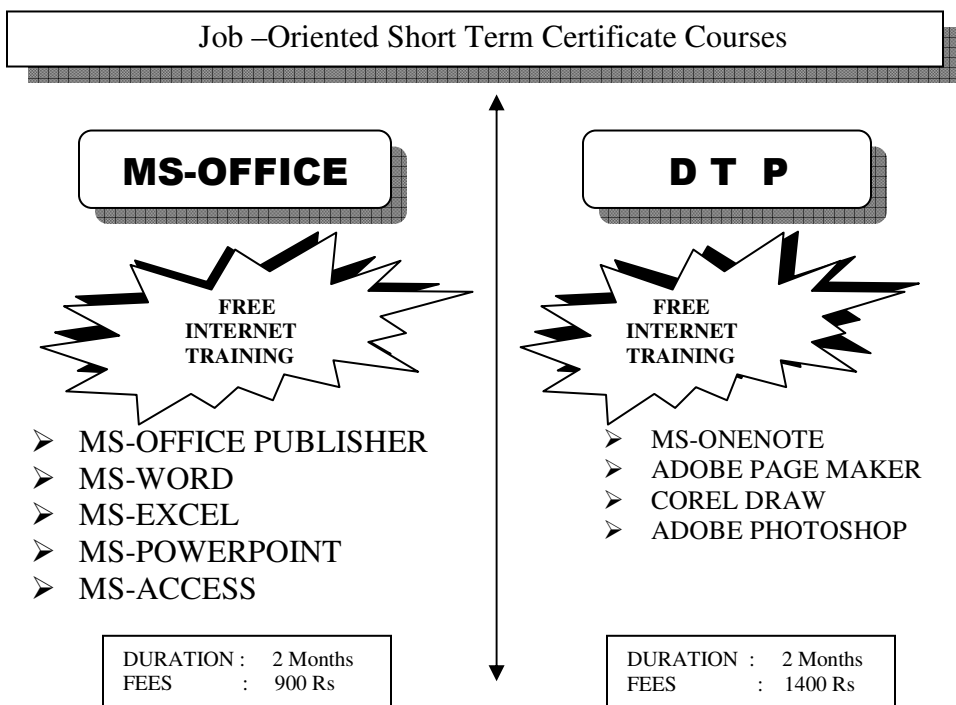 Job –Oriented Short Term Certificate Courses
MS-OFFICE
FREE
INTERNET
TRAINING
➢ MS-OFFICE PUBLISHER
➢ MS-WORD
➢ MS-EXCEL
➢ MS-POWERPOINT
➢ MS-ACCESS
DURATION : 2 Months
FEES : 900 Rs
D T P
FREE
INTERNET
TRAINING
➢ MS-ONENOTE
➢ ADOBE PAGE MAKER
➢ COREL DRAW
➢ ADOBE PHOTOSHOP
DURATION : 2 Months
FEES : 1400 Rs